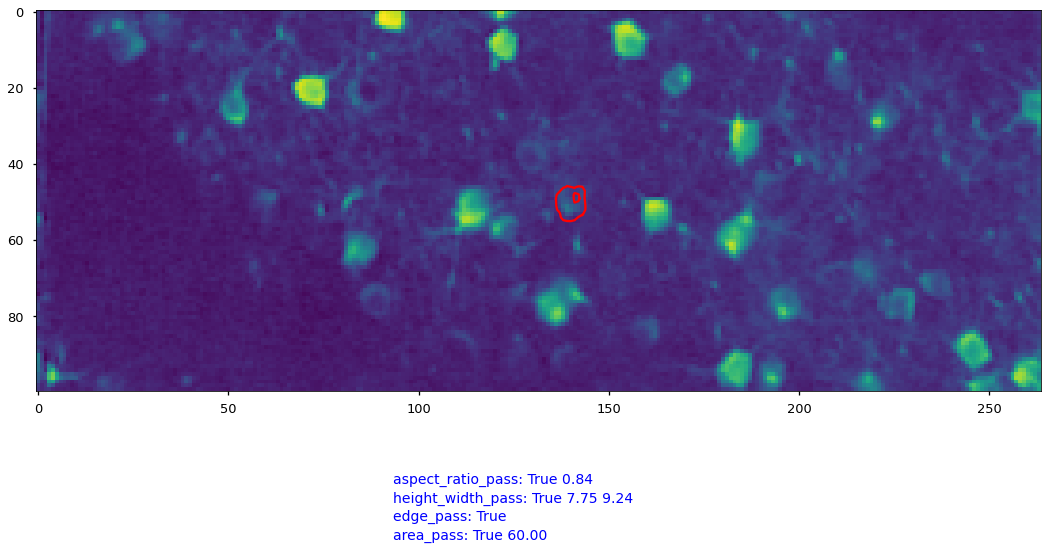 0
20
40
60
80
0 50 100 150 200 250
aspect_ratio_pass: True 0.84
height_width_pass: True 7.75 9.24
edge_pass: True
area_pass: True 60.00